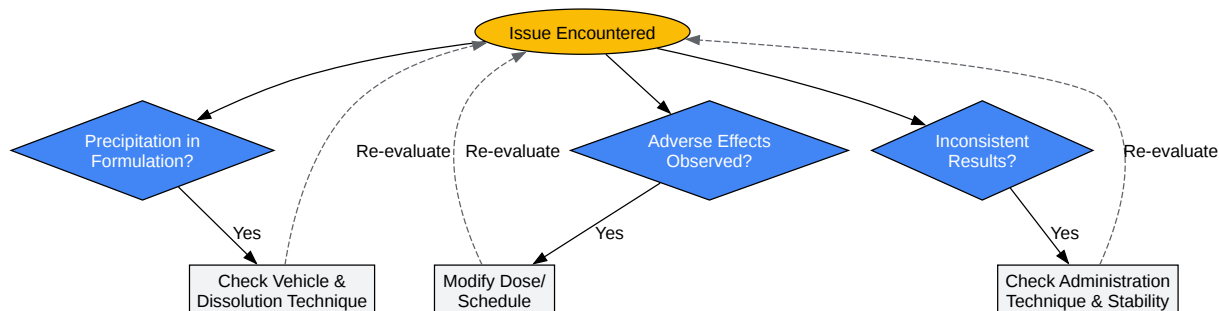 Issue Encountered
Precipitation in
Formulation?
Re-evaluate
Re-evaluate
Adverse Effects
Observed?
Inconsistent
Results?
Re-evaluate
Yes
Yes
Yes
Check Vehicle &
Dissolution Technique
Modify Dose/
Schedule
Check Administration
Technique & Stability